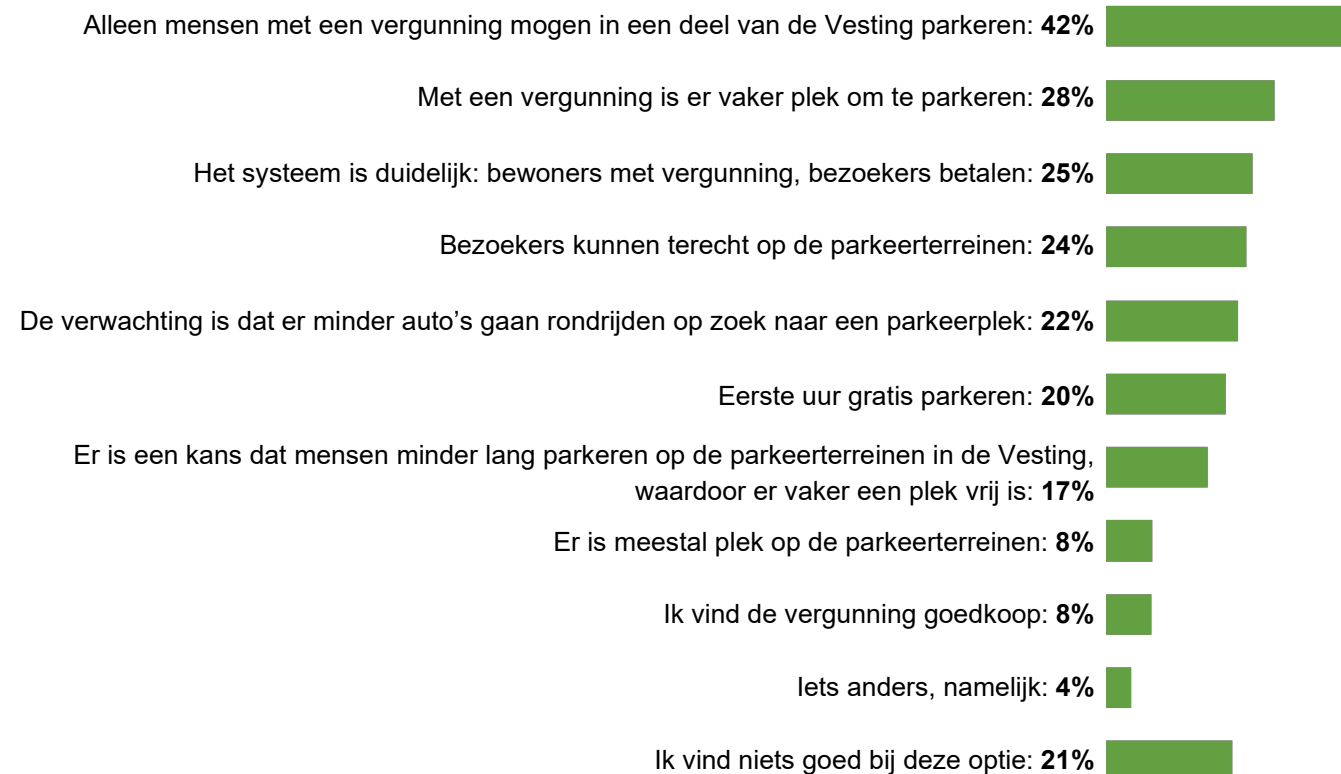 Alleen mensen met een vergunning mogen in een deel van de Vesting parkeren: 42%
Met een vergunning is er vaker plek om te parkeren: 28%
Het systeem is duidelijk: bewoners met vergunning, bezoekers betalen: 25%
Bezoekers kunnen terecht op de parkeerterreinen: 24%
De verwachting is dat er minder auto’s gaan rondrijden op zoek naar een parkeerplek: 22%
Eerste uur gratis parkeren: 20%
Er is een kans dat mensen minder lang parkeren op de parkeerterreinen in de Vesting,
waardoor er vaker een plek vrij is: 17%
Er is meestal plek op de parkeerterreinen: 8%
Ik vind de vergunning goedkoop: 8%
Iets anders, namelijk: 4%
Ik vind niets goed bij deze optie: 21%